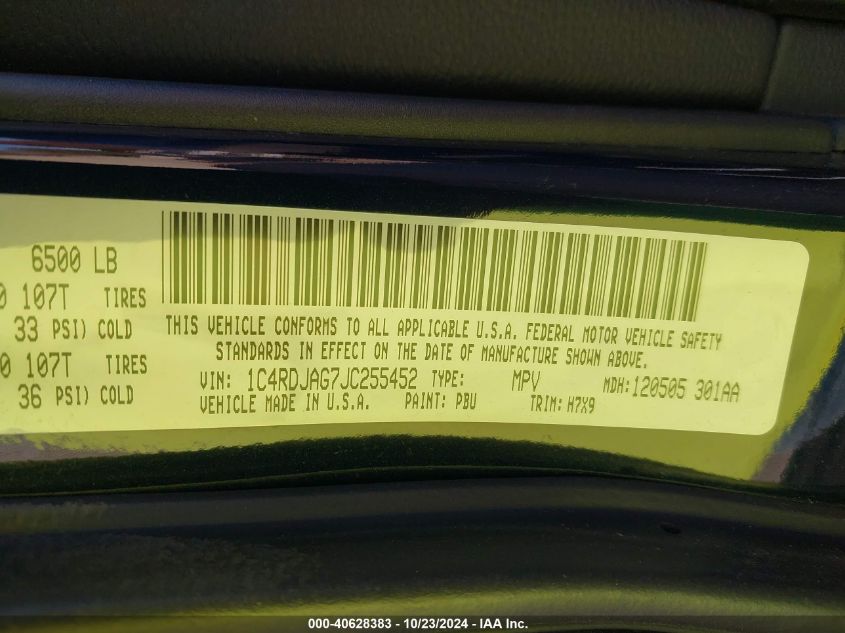 6500 LB
0 107T TIRES
33 PSI) COLD
0 107T TIRES
36 PSI) COLD
THIS VEHICLE CONFORMS TO ALL APPLICABLE U.S.A. FEDERAL MOTOR VEHICLE SAFETY
STANDARDS IN EFFECT ON THE DATE OF MANUFACTURE SHOWN ABOVE.
VIN: 1C4RDJAG7JC255452 TYPE: MPV MDH:120505 301AA
VEHICLE MADE IN U.S.A. PAINT: PBU TRIM: H7X9
000-40628383 - 10/23/2024 - IAA Inc.